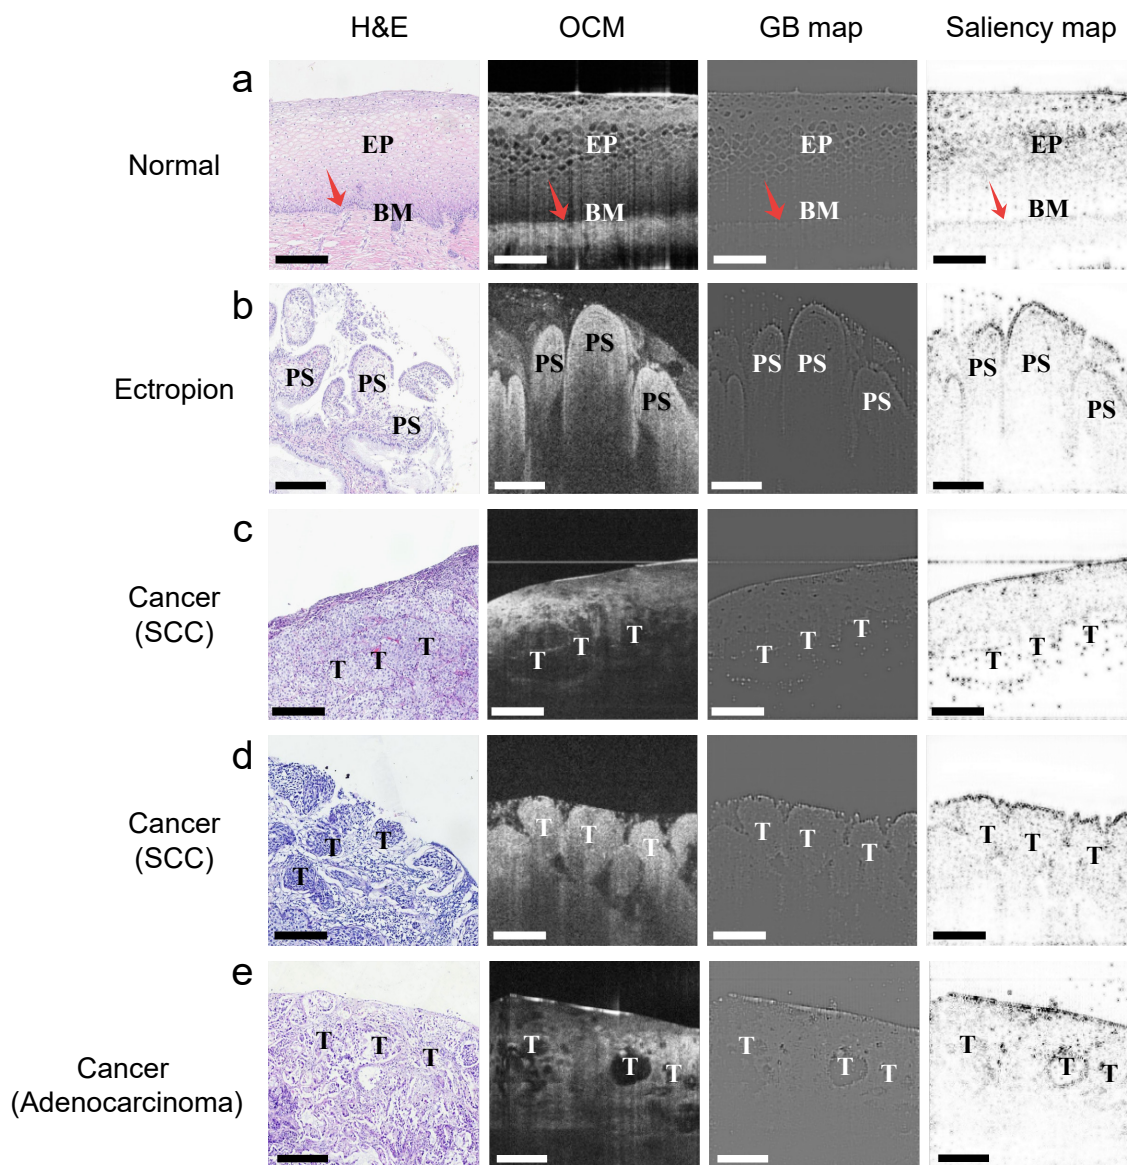 H&E OCM GB map Saliency map
a
Normal
EP EP EP EP
BM BM BM BM
b
Ectropion
PS PS PS PS PS PS PS PS PS PS PS PS
c
Cancer
(SCC)
T T T T T T T T T T T T
d
Cancer
(SCC)
T T T T T T T T T T T T
e
Cancer
(Adenocarcinoma)
T T T T T T T T T T T T